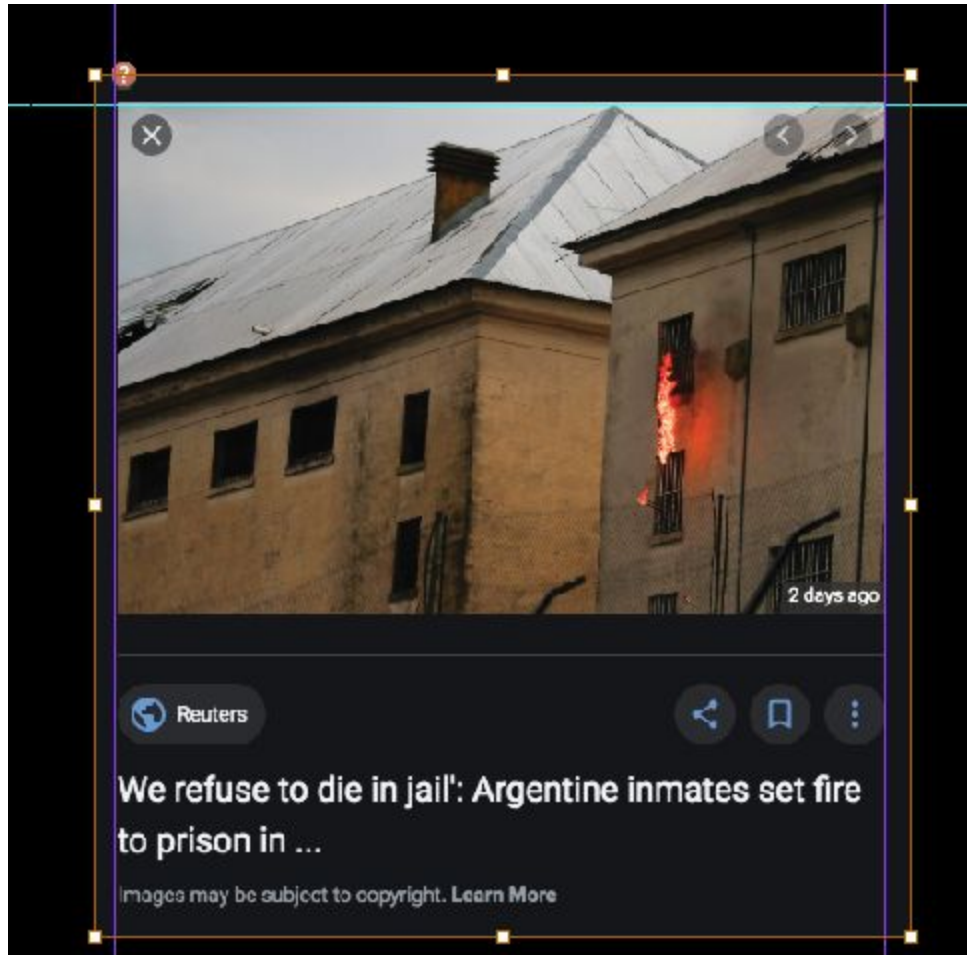 2 days ago
Reuters
We refuse to die in jail': Argentine inmates set fire
to prison in ...
Images may be subject to copyright. Learn More